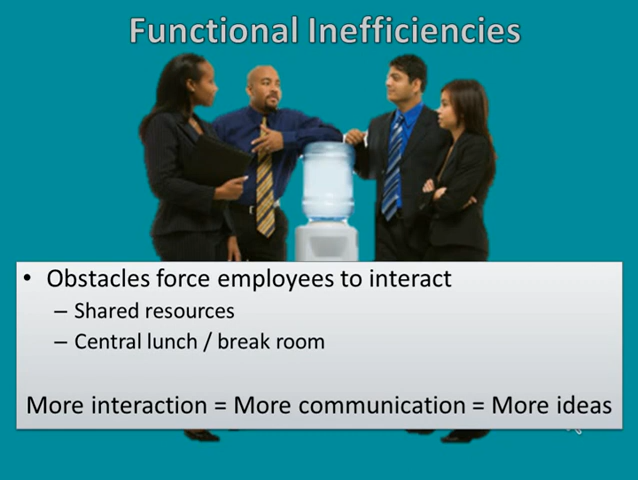 Functional Inefficiencies
• Obstacles force employees to interact
– Shared resources
– Central lunch / break room
More interaction = More communication = More ideas